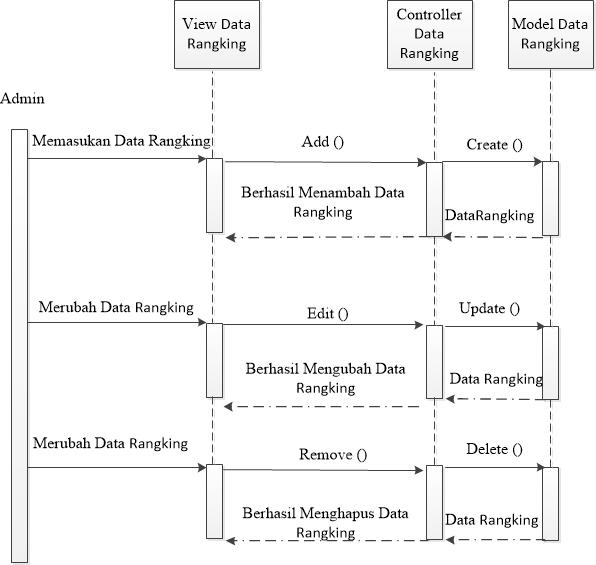 View Data
Rangking
Controller
Data
Rangking
Model Data
Rangking
Admin
Memasukan Data Rangking
Add ()
Create ()
Berhasil Menambah Data
Rangking
DataRangking
Merubah Data Rangking
Edit ()
Update ()
Berhasil Mengubah Data
Rangking
Data Rangking
Merubah Data Rangking
Remove ()
Delete ()
Berhasil Menghapus Data
Rangking
Data Rangking